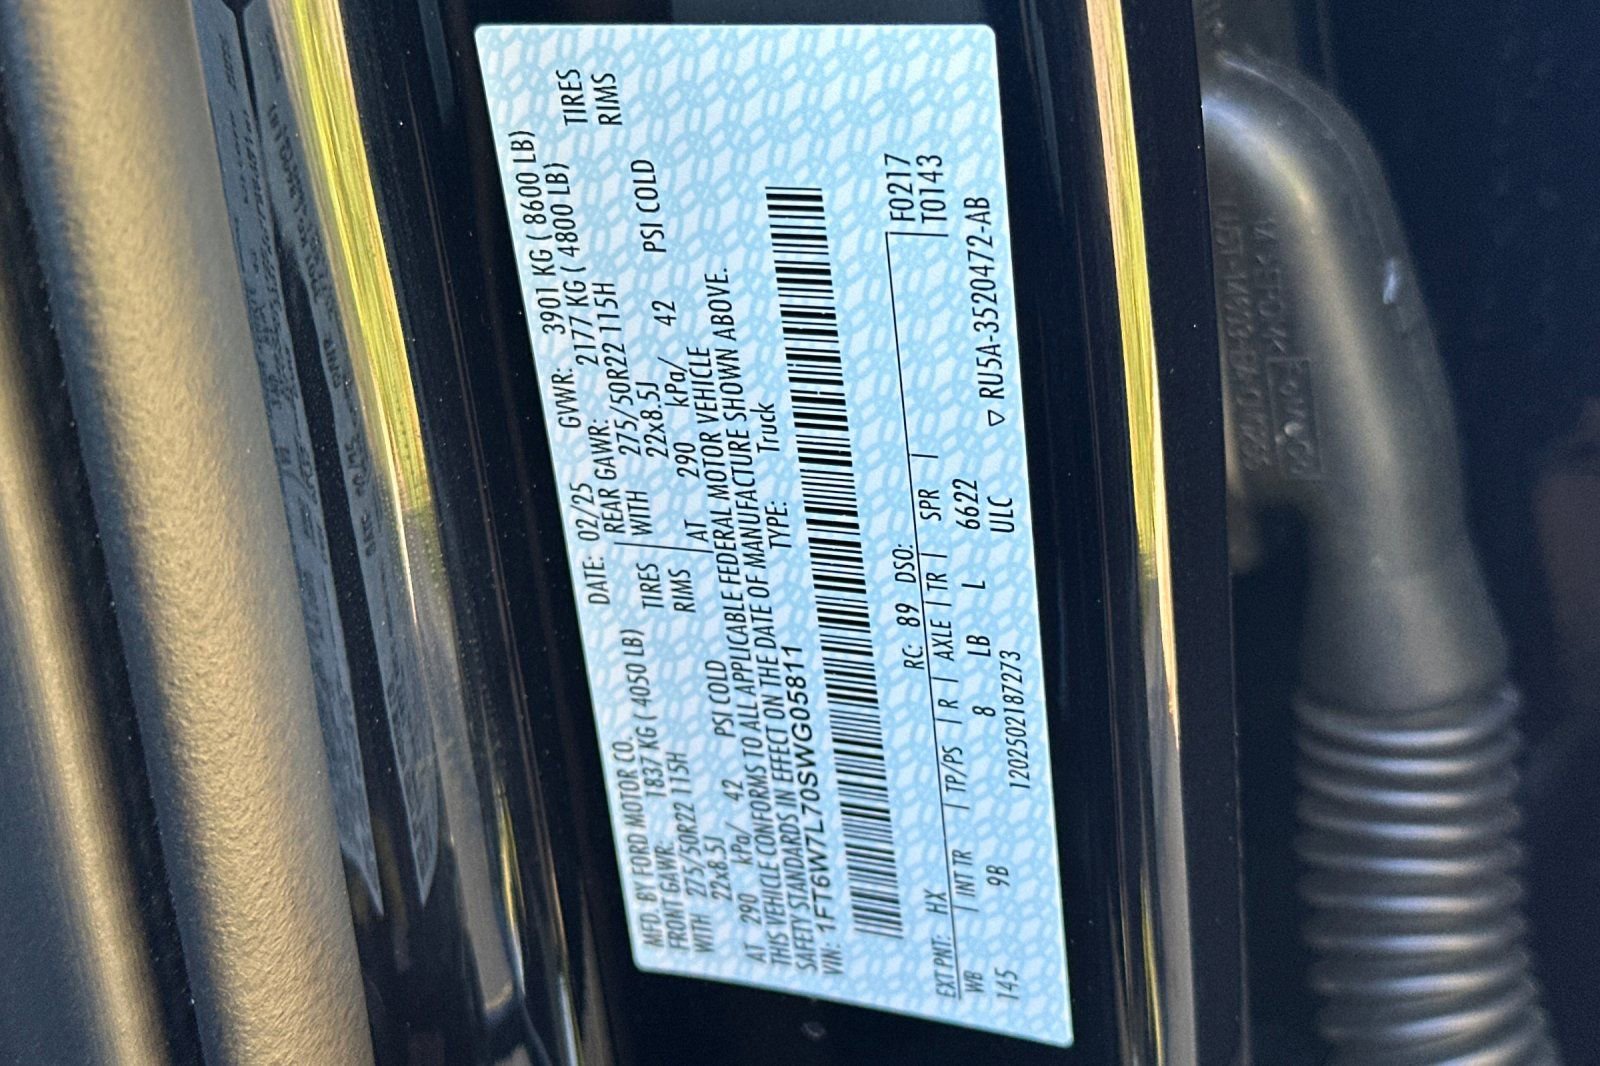 MFD. BY FORD MOTOR CO.
DATE: 02/25 GVWR: 3901 KG ( 8600 LB)
FRONT GAWR: 1837 KG ( 4050 LB)
REAR GAWR: 2177 KG ( 4800 LB)
WITH 275/50R22 115H TIRES
WITH 275/50R22 115H TIRES
22x8.5J RIMS
22x8.5J RIMS
AT 290 kPa/ 42 PSI COLD
AT 290 kPa/ 42 PSI COLD
THIS VEHICLE CONFORMS TO ALL APPLICABLE FEDERAL MOTOR VEHICLE
SAFETY STANDARDS IN EFFECT ON THE DATE OF MANUFACTURE SHOWN ABOVE.
VIN: 1FT6W7L70SWG05811 TYPE: Truck
EXT PNT: HX RC: 89 DSO: F0217
WB INT TR TP/PS R AXLE TR SPR T0143
145 9B 8 LB L 6622
ULC
12025021872​73 ▽ RU5A-3520472-AB